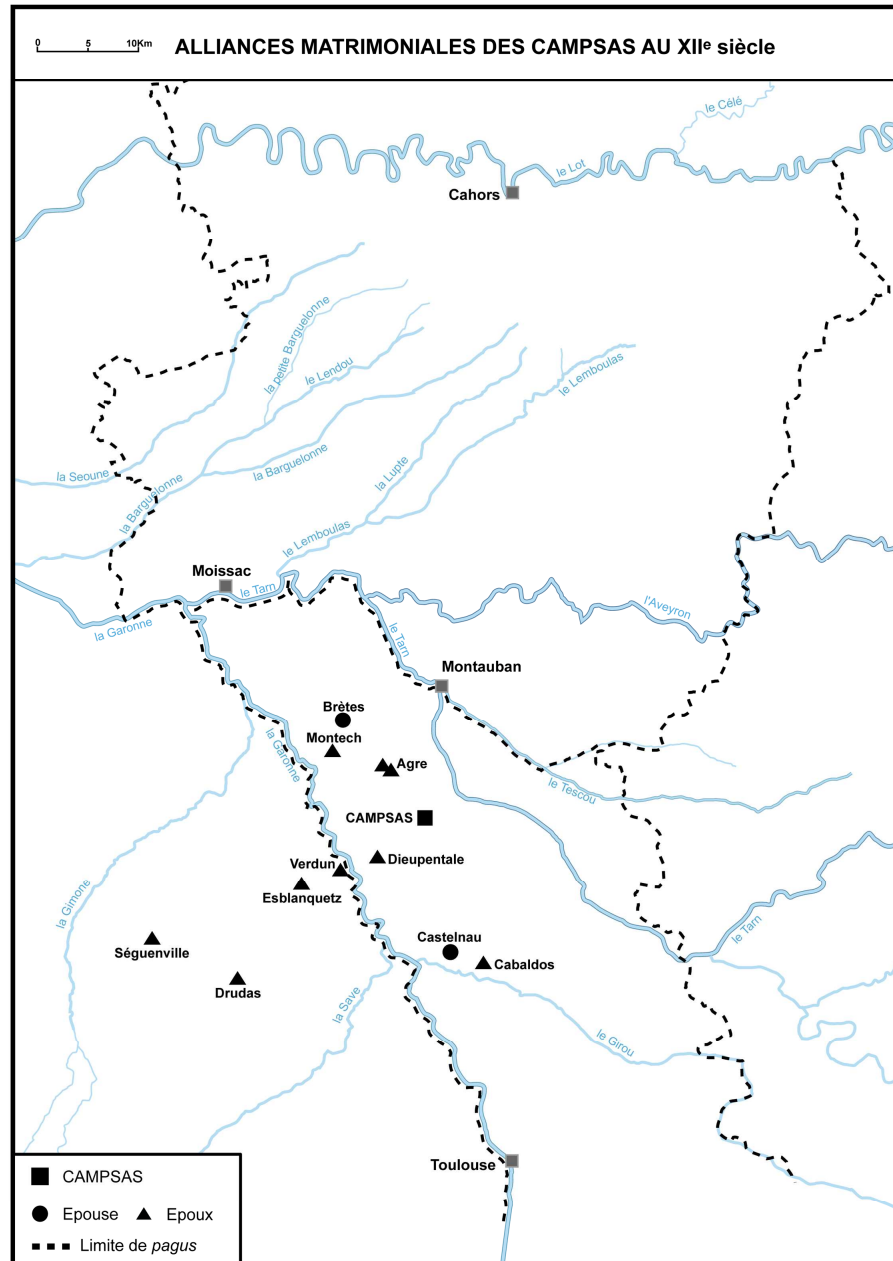 0 5 10Km
ALLIANCES MATRIMONIALES DES CAMPSAS AU XIIe siècle
le Célé
le Lot
Cahors
la petite Barguelonne
le Lendou
le Lemboulas
la Seoune
la Barguelonne
la Barguelonne
la Lupte
le Lemboulas
Moissac
le Tarn
la Garonne
l'Aveyron
le Tarn
Montauban
Brètes
Montech
la Garonne
Agre
le Tescou
CAMPSAS
Dieupentale
Verdun
Esblanquetz
la Gimone
le Tarn
Castelnau
Séguenville
Cabaldos
Drudas
la Save
le Girou
Toulouse
CAMPSAS
Epouse Epoux
Limite de pagus